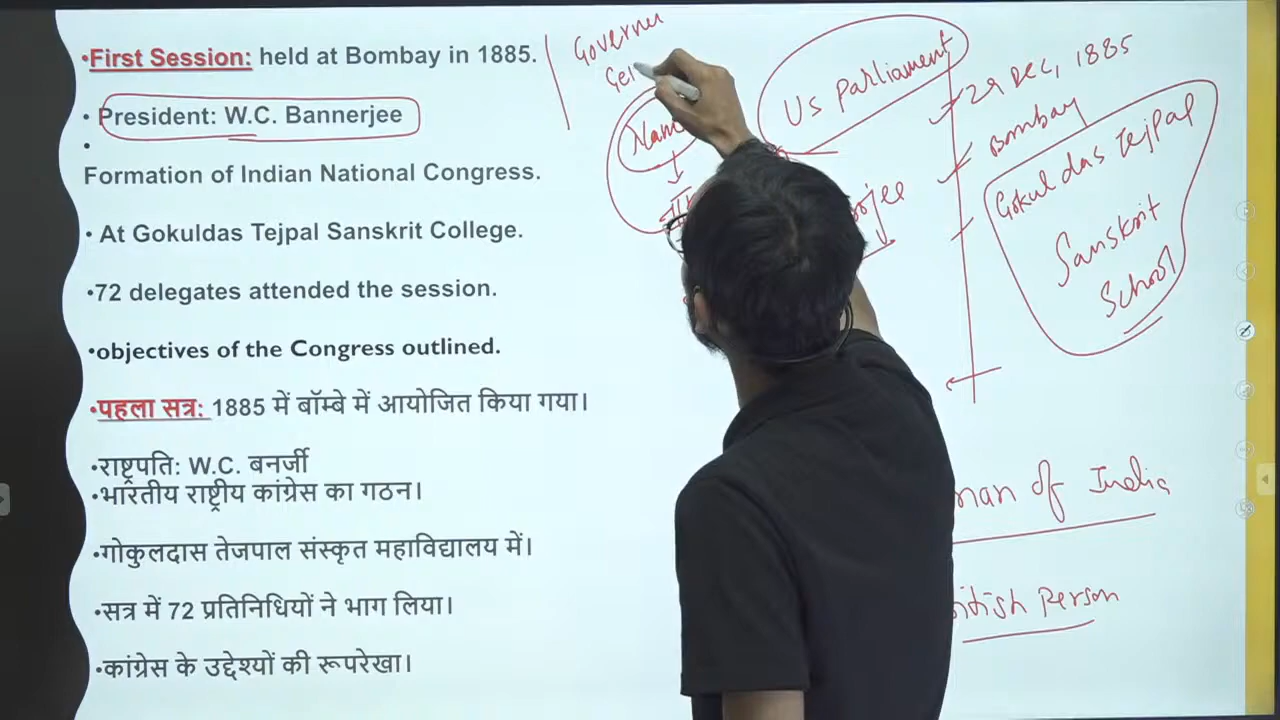 •First Session: held at Bombay in 1885.
• President: W.C. Bannerjee
•
Formation of Indian National Congress.
• At Gokuldas Tejpal Sanskrit College.
•72 delegates attended the session.
•objectives of the Congress outlined.
•पहला सत्र: 1885 में बॉम्बे में आयोजित किया गया।
•राष्ट्रपति: W.C. बनर्जी
•भारतीय राष्ट्रीय कांग्रेस का गठन।
•गोकुलदास तेजपाल संस्कृत महाविद्यालय में।
•सत्र में 72 प्रतिनिधियों ने भाग लिया।
•कांग्रेस के उद्देश्यों की रूपरेखा।
Governer
Us Parliament
29 Dec, 1885
Bombay
Gokul das Tejpal
Sanskrit
School
man of India
Person